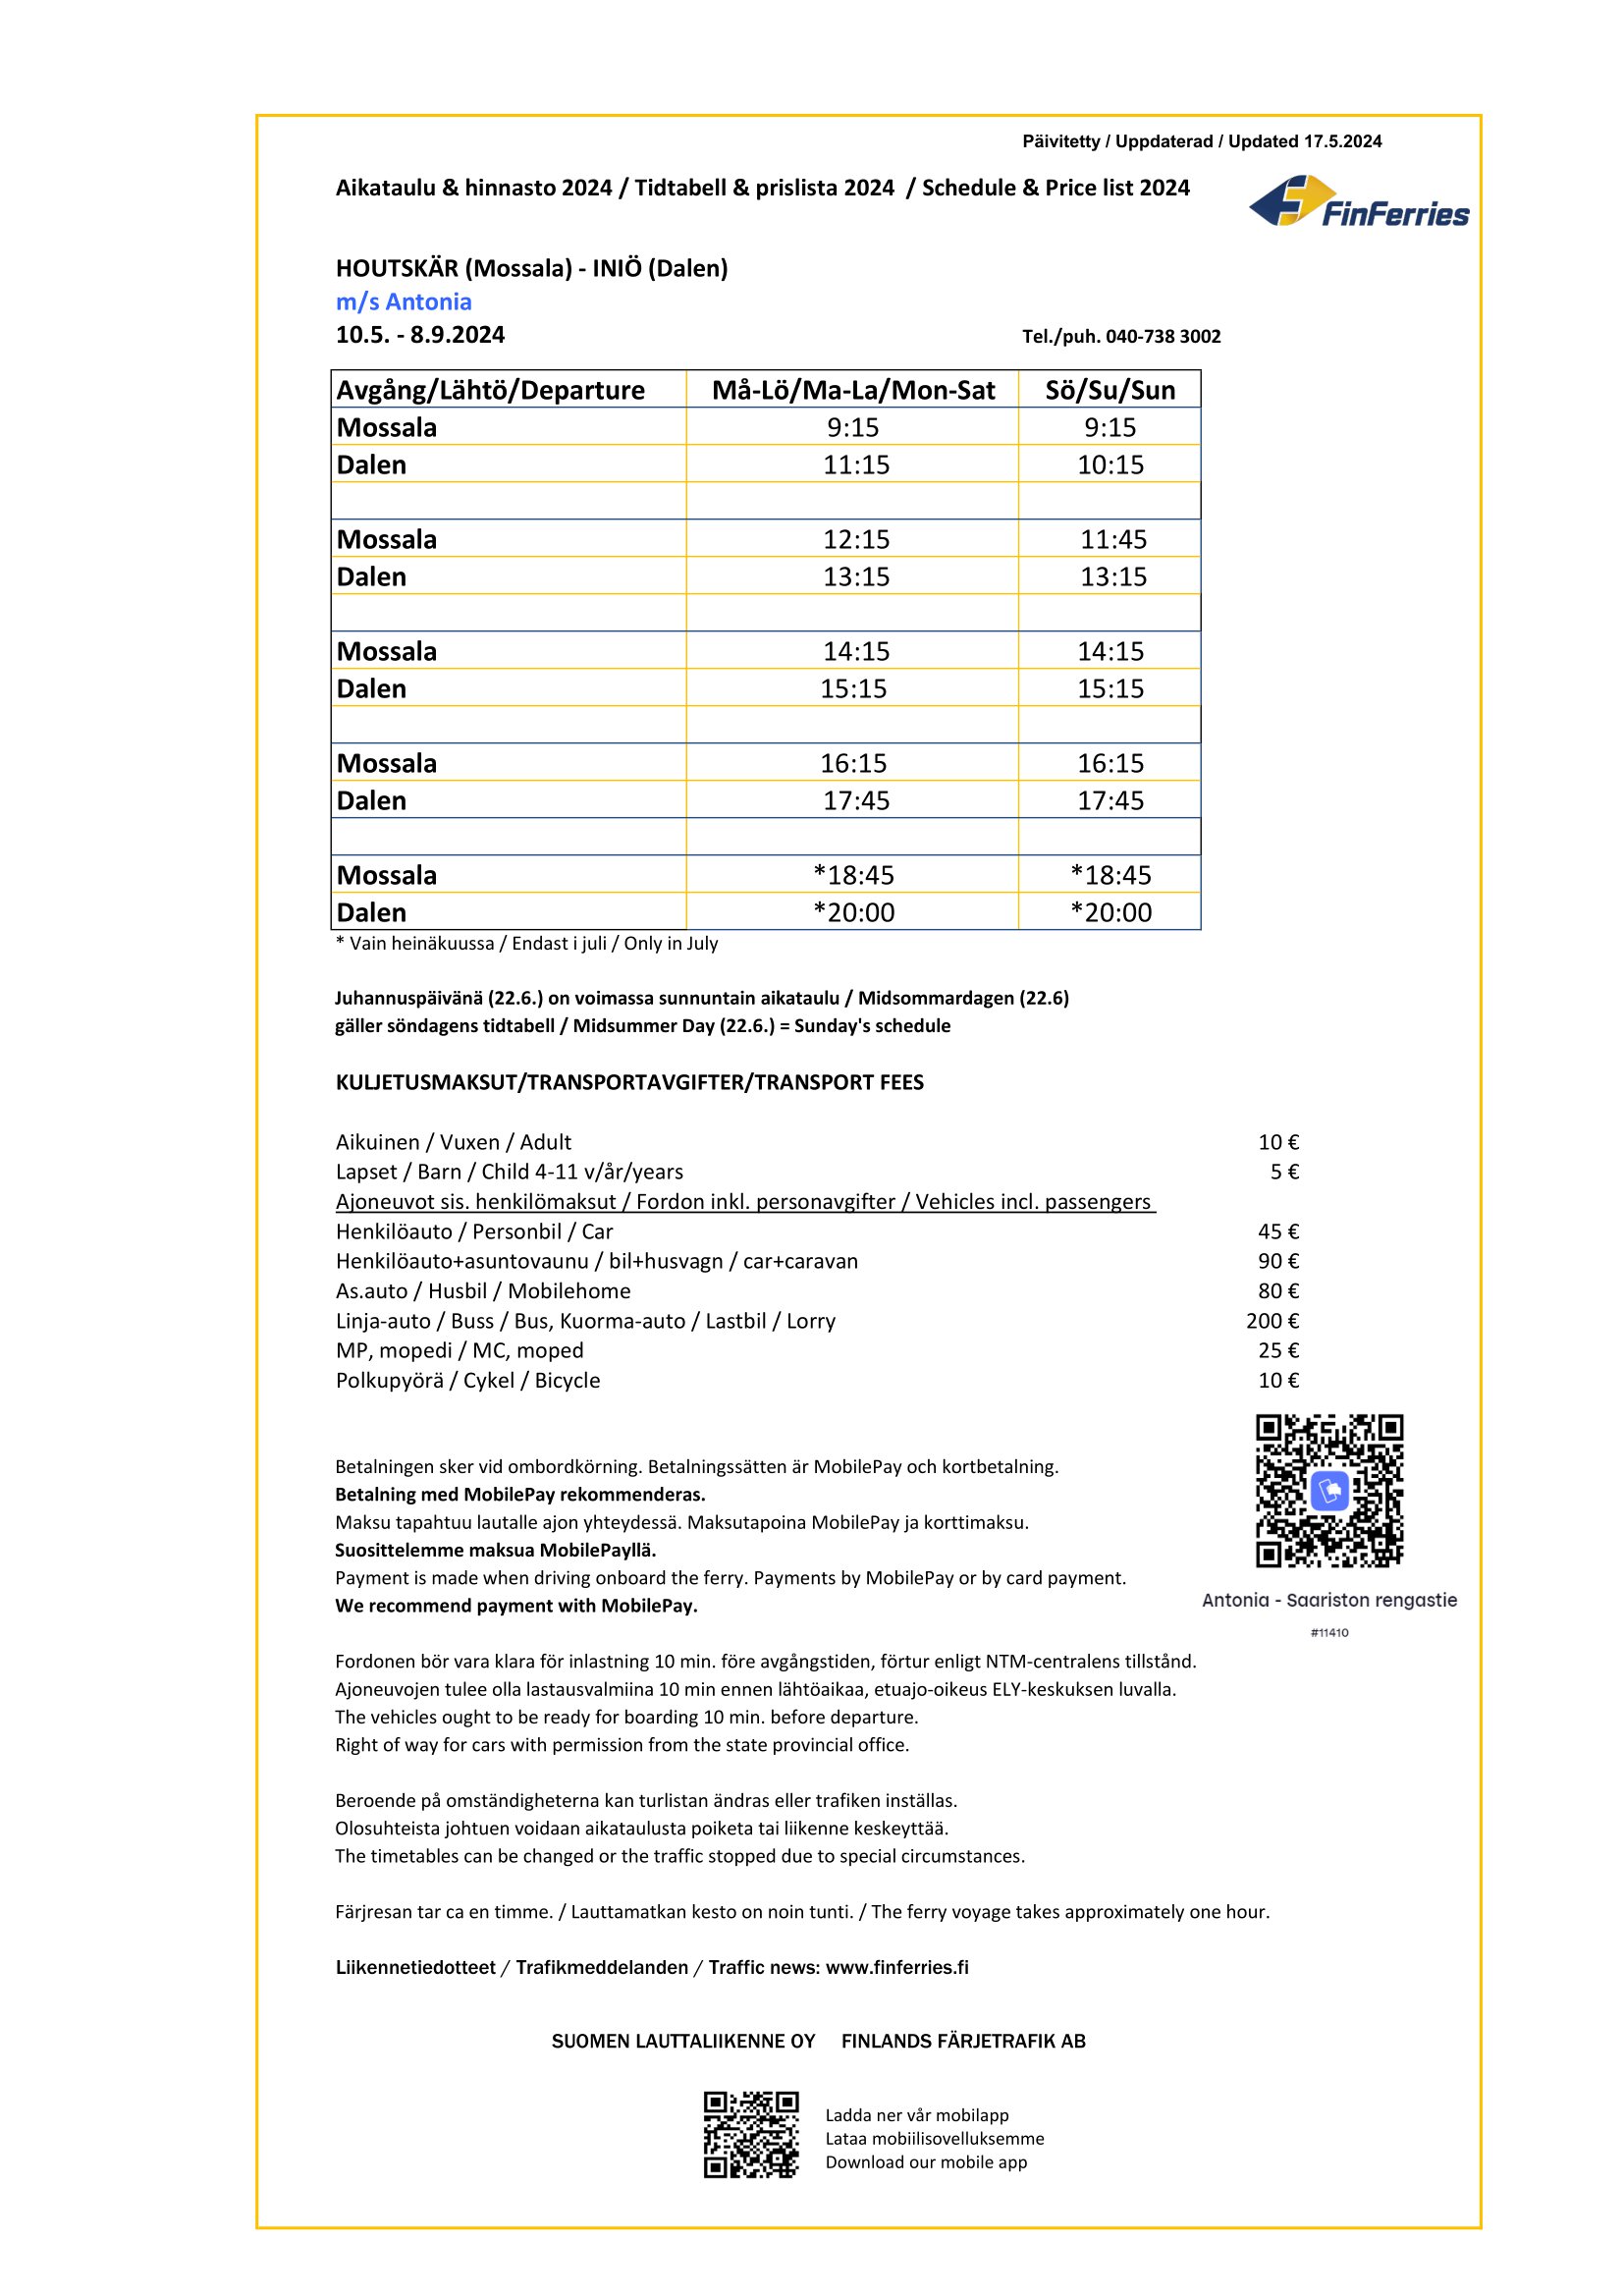 Päivitetty / Uppdaterad / Updated 17.5.2024
Aikataulu & hinnasto 2024 / Tidtabell & prislista 2024 / Schedule & Price list 2024
FinFerries
HOUTSKÄR (Mossala) - INIÖ (Dalen)
m/s Antonia
10.5. - 8.9.2024 Tel./puh. 040-738 3002
Avgång/Lähtö/Departure Må-Lö/Ma-La/Mon-Sat Sö/Su/Sun
Mossala 9:15 9:15
Dalen 11:15 10:15
Mossala 12:15 11:45
Dalen 13:15 13:15
Mossala 14:15 14:15
Dalen 15:15 15:15
Mossala 16:15 16:15
Dalen 17:45 17:45
Mossala *18:45 *18:45
Dalen *20:00 *20:00
* Vain heinäkuussa / Endast i juli / Only in July
Juhannuspäivänä (22.6.) on voimassa sunnuntain aikataulu / Midsommardagen (22.6)
gäller söndagens tidtabell / Midsummer Day (22.6.) = Sunday's schedule
KULJETUSMAKSUT/TRANSPORTAVGIFTER/TRANSPORT FEES
Aikuinen / Vuxen / Adult 10 €
Lapset / Barn / Child 4-11 v/år/years 5 €
Ajoneuvot sis. henkilömaksut / Fordon inkl. personavgifter / Vehicles incl. passengers
Henkilöauto / Personbil / Car 45 €
Henkilöauto+asuntovaunu / bil+husvagn / car+caravan 90 €
As.auto / Husbil / Mobilehome 80 €
Linja-auto / Buss / Bus, Kuorma-auto / Lastbil / Lorry 200 €
MP, mopedi / MC, moped 25 €
Polkupyörä / Cykel / Bicycle 10 €
Betalningen sker vid ombordkörning. Betalningssätten är MobilePay och kortbetalning.
Betalning med MobilePay rekommenderas.
Maksu tapahtuu lautalle ajon yhteydessä. Maksutapoina MobilePay ja korttimaksu.
Suosittelemme maksua MobilePayllä.
Payment is made when driving onboard the ferry. Payments by MobilePay or by card payment.
We recommend payment with MobilePay.
Antonia - Saariston rengastie
#11410
Fordonen bör vara klara för inlastning 10 min. före avgångstiden, förtur enligt NTM-centralens tillstånd.
Ajoneuvojen tulee olla lastausvalmiina 10 min ennen lähtöaikaa, etuajo-oikeus ELY-keskuksen luvalla.
The vehicles ought to be ready for boarding 10 min. before departure.
Right of way for cars with permission from the state provincial office.
Beroende på omständigheterna kan turlistan ändras eller trafiken inställas.
Olosuhteista johtuen voidaan aikataulusta poiketa tai liikenne keskeyttää.
The timetables can be changed or the traffic stopped due to special circumstances.
Färjresan tar ca en timme. / Lauttamatkan kesto on noin tunti. / The ferry voyage takes approximately one hour.
Liikennetiedotteet / Trafikmeddelanden / Traffic news: www.finferries.fi
SUOMEN LAUTTALIIKENNE OY FINLANDS FÄRJETRAFIK AB
Ladda ner vår mobilapp
Lataa mobiilisovelluksemme
Download our mobile app